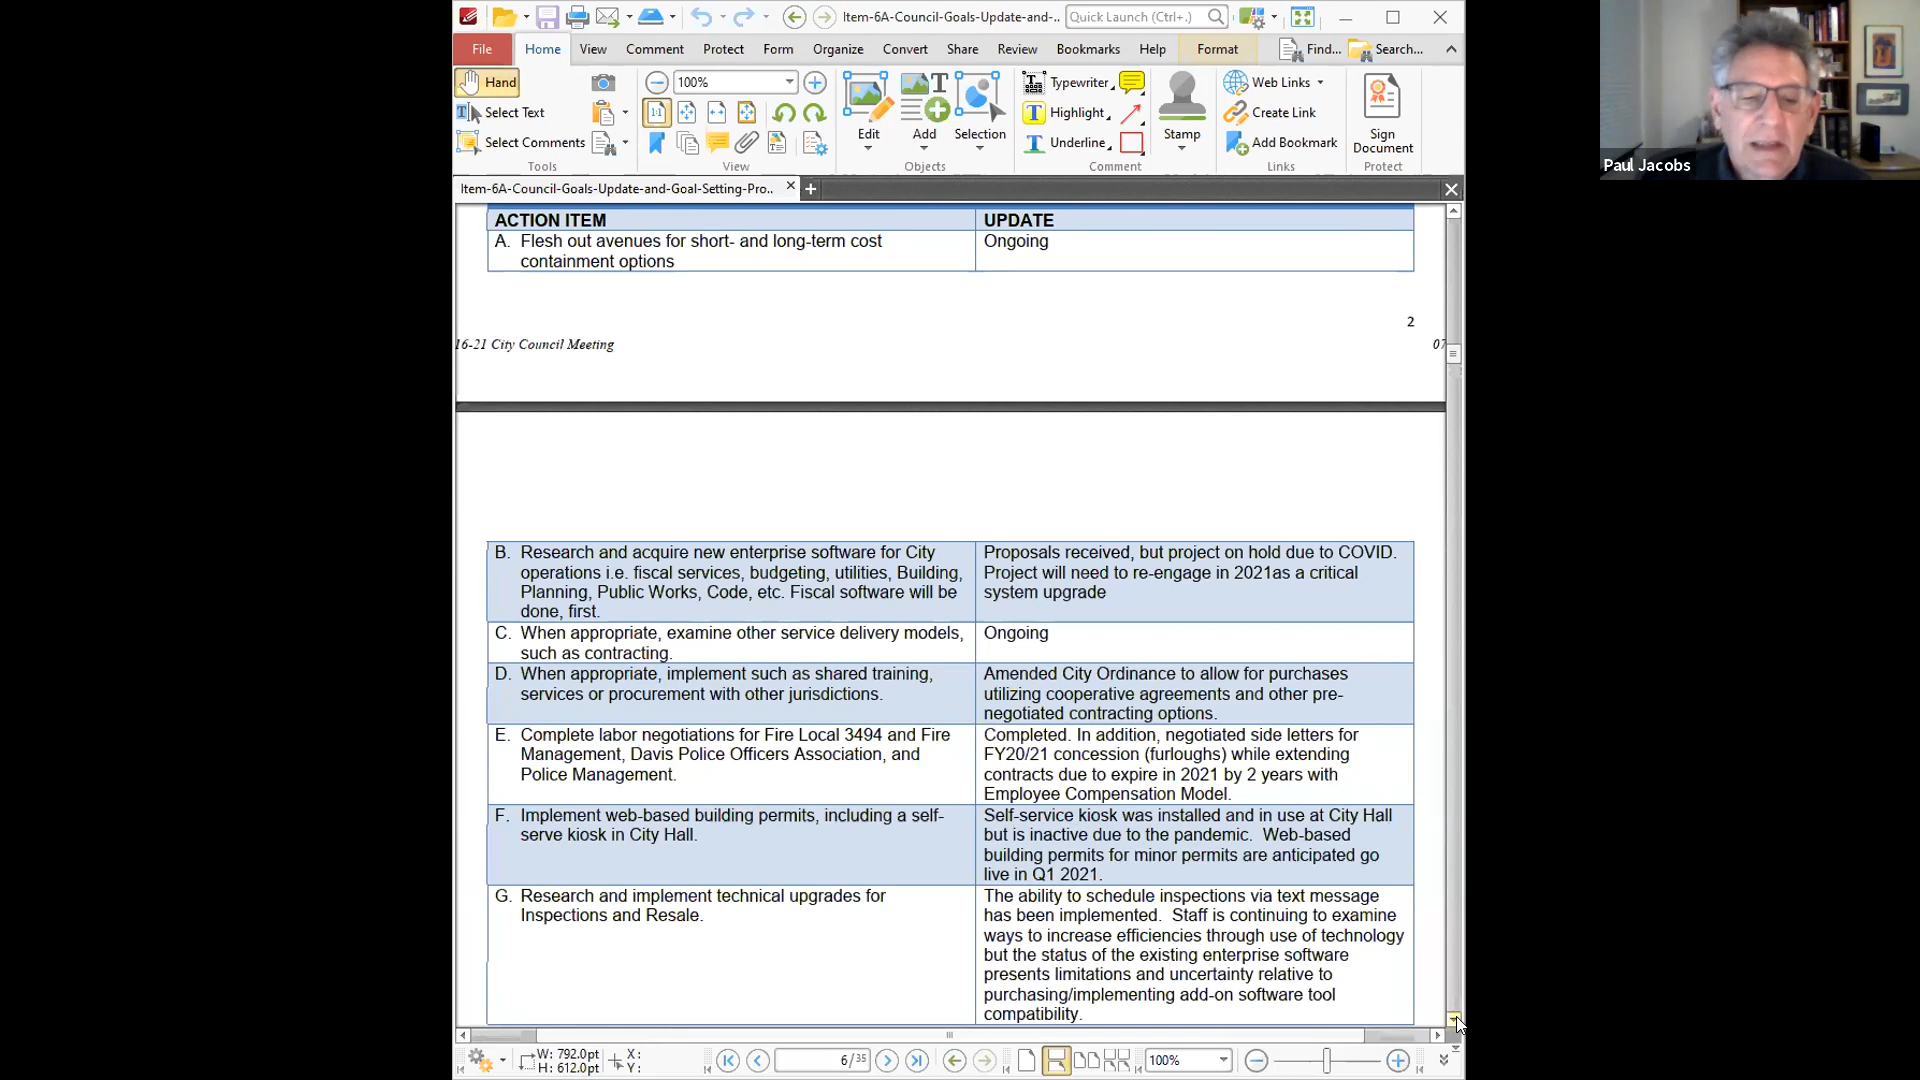 Item-6A-Council-Goals-Update-and-..
Quick Launch (Ctrl+.)
File Home View Comment Protect Form Organize Convert Share Review Bookmarks Help Format Find... Search...
Hand
Select Text
Select Comments
Tools
100%
View
Edit
Add
Selection
Objects
Typewriter
Highlight
Underline
Comment
Stamp
Web Links
Create Link
Add Bookmark
Links
Sign
Document
Protect
Item-6A-Council-Goals-Update-and-Goal-Setting-Pro..
Paul Jacobs
ACTION ITEM UPDATE
A. Flesh out avenues for short- and long-term cost
containment options
Ongoing
2
16-21 City Council Meeting 07
B. Research and acquire new enterprise software for City
operations i.e. fiscal services, budgeting, utilities, Building,
Planning, Public Works, Code, etc. Fiscal software will be
done, first.
Proposals received, but project on hold due to COVID.
Project will need to re-engage in 2021as a critical
system upgrade
C. When appropriate, examine other service delivery models,
such as contracting.
Ongoing
D. When appropriate, implement such as shared training,
services or procurement with other jurisdictions.
Amended City Ordinance to allow for purchases
utilizing cooperative agreements and other pre-
negotiated contracting options.
E. Complete labor negotiations for Fire Local 3494 and Fire
Management, Davis Police Officers Association, and
Police Management.
Completed. In addition, negotiated side letters for
FY20/21 concession (furloughs) while extending
contracts due to expire in 2021 by 2 years with
Employee Compensation Model.
F. Implement web-based building permits, including a self-
serve kiosk in City Hall.
Self-service kiosk was installed and in use at City Hall
but is inactive due to the pandemic. Web-based
building permits for minor permits are anticipated go
live in Q1 2021.
G. Research and implement technical upgrades for
Inspections and Resale.
The ability to schedule inspections via text message
has been implemented. Staff is continuing to examine
ways to increase efficiencies through use of technology
but the status of the existing enterprise software
presents limitations and uncertainty relative to
purchasing/implementing add-on software tool
compatibility.
W: 792.0pt
H: 612.0pt
X:
Y:
6/35
100%